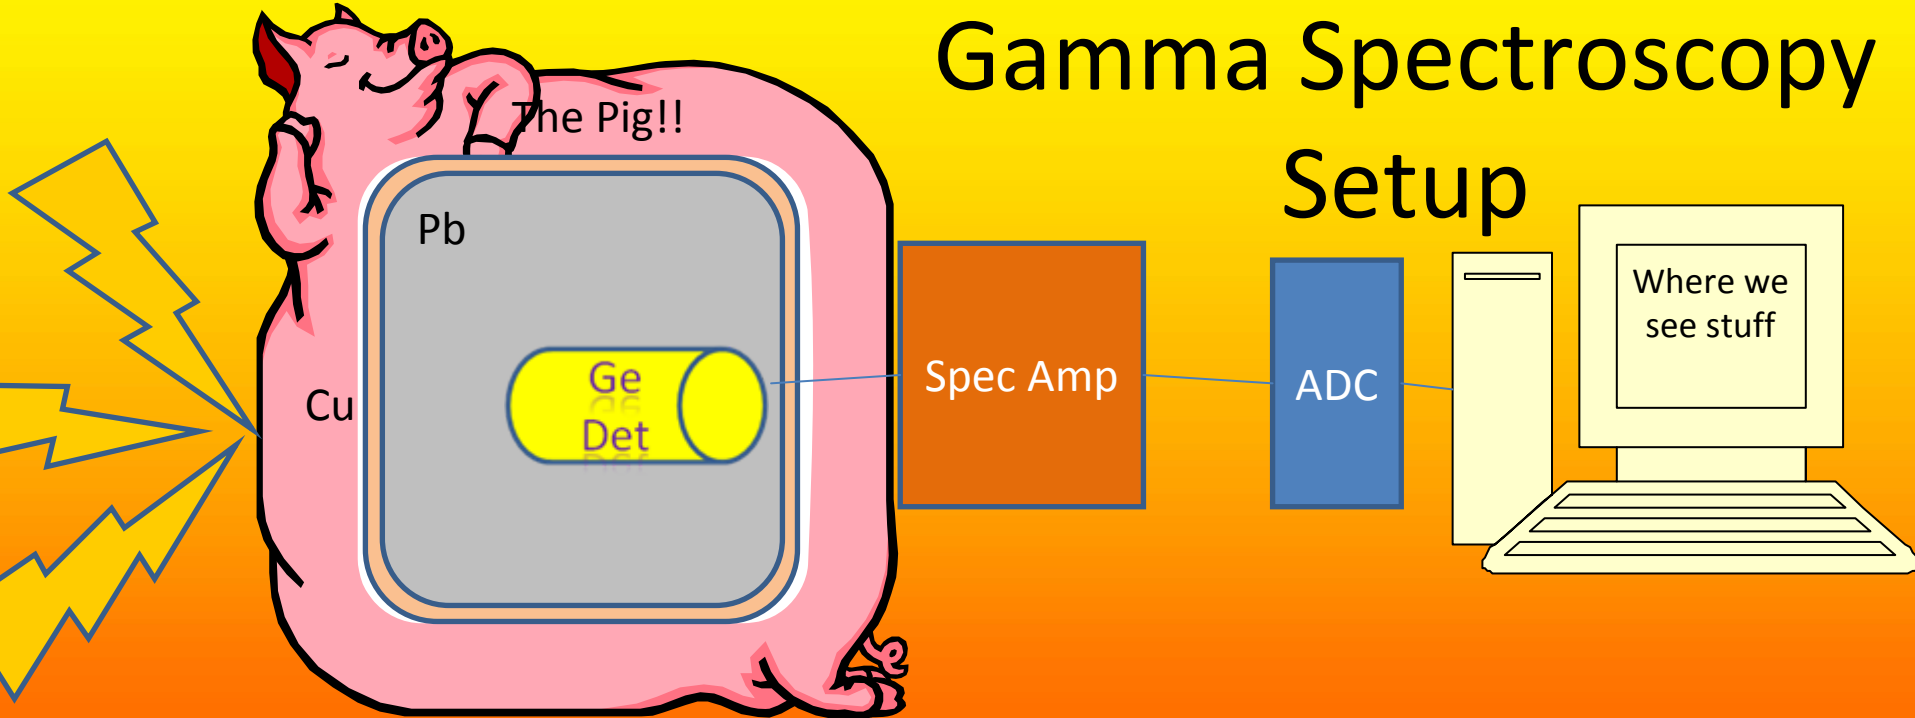 Gamma Spectroscopy
Setup
The Pig!!
Pb
Cu
Ge
Det
Spec Amp
ADC
Where we
see stuff